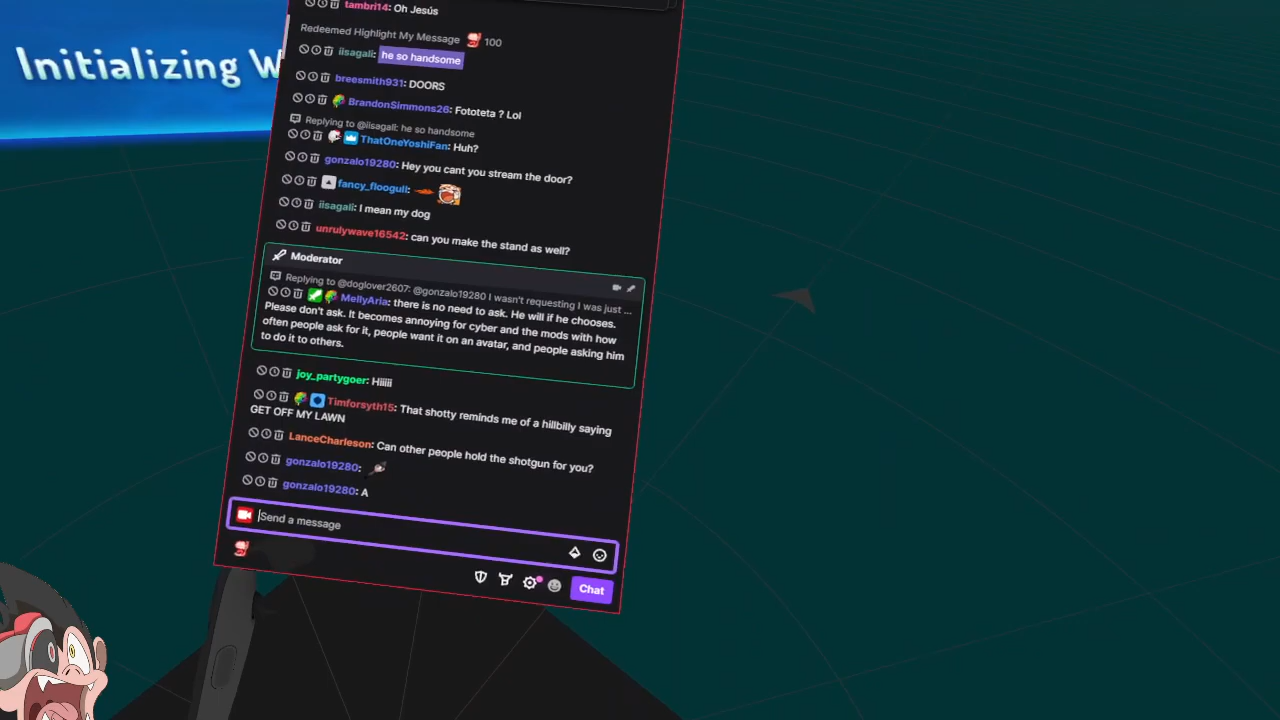 Initializing W
tambri14: Oh Jesús
Redeemed Highlight My Message 100
iisagali: he so handsome
breesmith931: DOORS
BrandonSimmons26: Fototeta ? Lol
Replying to @iisagali: he so handsome
ThatOneYoshiFan: Huh?
gonzalo19280: Hey you cant you stream the door?
fancy_flooguli:
iisagali: I mean my dog
unrulywave16542: can you make the stand as well?
Moderator
Replying to @doglover2607: @gonzalo19280 I wasn't requesting I was just ...
MellyAria: there is no need to ask. He will if he chooses.
Please don't ask. It becomes annoying for cyber and the mods with how
often people ask for it, people want it on an avatar, and people asking him
to do it to others.
joy_partygoer: Hiiiii
Timforsyth15: That shotty reminds me of a hillbilly saying
GET OFF MY LAWN
LanceCharleson: Can other people hold the shotgun for you?
gonzalo19280:
gonzalo19280: A
Send a message
Chat